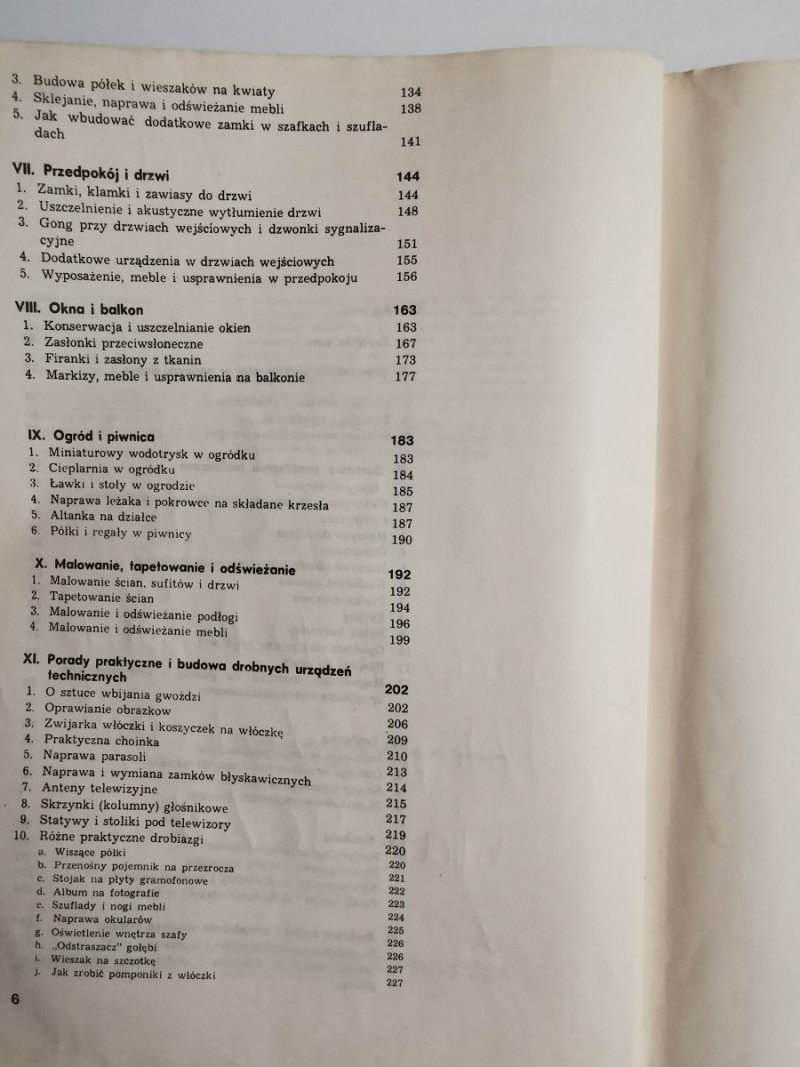 3. Budowa półek i wieszaków na kwiaty 134
4. Sklejanie, naprawa i odświeżanie mebli 138
5. Jak wbudować dodatkowe zamki w szafkach i szufla-
dach 141
VII. Przedpokój i drzwi 144
1. Zamki, klamki i zawiasy do drzwi 144
2. Uszczelnienie i akustyczne wytłumienie drzwi 148
3. Gong przy drzwiach wejściowych i dzwonki sygnaliza-
cyjne 151
4. Dodatkowe urządzenia w drzwiach wejściowych 155
5. Wyposażenie, meble i usprawnienia w przedpokoju 156
VIII. Okna i balkon 163
1. Konserwacja i uszczelnianie okien 163
2. Zasłonki przeciwsłoneczne 167
3. Firanki i zasłony z tkanin 173
4. Markizy, meble i usprawnienia na balkonie 177
IX. Ogród i piwnica 183
1. Miniaturowy wodotrysk w ogródku 183
2. Cieplarnia w ogródku 184
3. Ławki i stoły w ogrodzie 185
4. Naprawa leżaka i pokrowce na składane krzesła 187
5. Altanka na działce 187
6. Półki i regały w piwnicy 190
X. Malowanie, tapetowanie i odświeżanie 192
1. Malowanie ścian, sufitów i drzwi 192
2. Tapetowanie ścian 194
3. Malowanie i odświeżanie podłogi 196
4. Malowanie i odświeżanie mebli 199
XI. Porady praktyczne i budowa drobnych urządzeń
technicznych 202
1. O sztuce wbijania gwoździ 202
2. Oprawianie obrazkow 206
3. Zwijarka włóczki i koszyczek na włóczkę 209
4. Praktyczna choinka 210
5. Naprawa parasoli 213
6. Naprawa i wymiana zamków błyskawicznych 214
7. Anteny telewizyjne 215
8. Skrzynki (kolumny) głośnikowe 217
9. Statywy i stoliki pod telewizory 219
10. Różne praktyczne drobiazgi 220
a. Wiszące półki 220
b. Przenośny pojemnik na przezrocza 221
c. Stojak na płyty gramofonowe 222
d. Album na fotografie 223
e. Szuflady i nogi mebli 224
f. Naprawa okularów 225
g. Oświetlenie wnętrza szafy 226
h. „Odstraszacz" gołębi 226
i. Wieszak na szczotkę 227
j. Jak zrobić pomponiki z włóczki 227
6